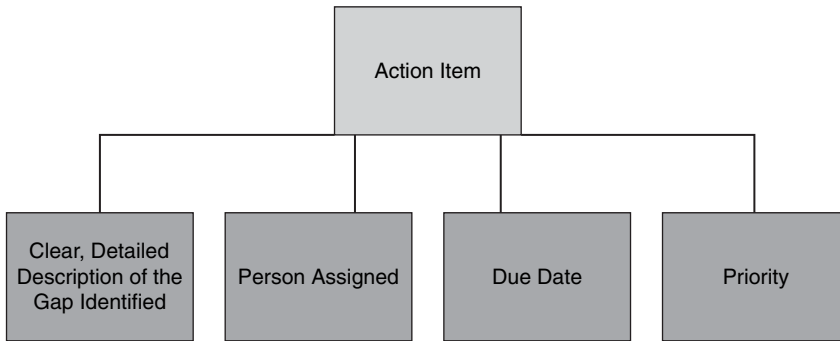 Action Item
Clear, Detailed
Description of the
Gap Identified
Person Assigned
Due Date
Priority